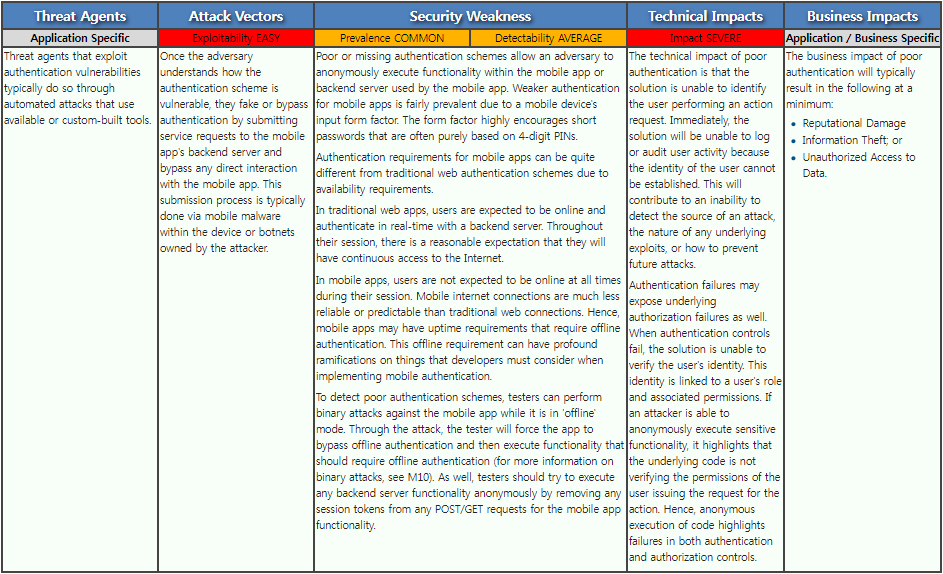 Threat Agents
Attack Vectors
Security Weakness
Technical Impacts
Business Impacts
Application Specific
Exploitability EASY
Prevalence COMMON
Detectability AVERAGE
Impact SEVERE
Application / Business Specific
Threat agents that exploit
authentication vulnerabilities
typically do so through
automated attacks that use
available or custom-built tools.
Once the adversary
understands how the
authentication scheme is
vulnerable, they fake or bypass
authentication by submitting
service requests to the mobile
app's backend server and
bypass any direct interaction
with the mobile app. This
submission process is typically
done via mobile malware
within the device or botnets
owned by the attacker.
Poor or missing authentication schemes allow an adversary to
anonymously execute functionality within the mobile app or
backend server used by the mobile app. Weaker authentication
for mobile apps is fairly prevalent due to a mobile device's
input form factor. The form factor highly encourages short
passwords that are often purely based on 4-digit PINs.
Authentication requirements for mobile apps can be quite
different from traditional web authentication schemes due to
availability requirements.
In traditional web apps, users are expected to be online and
authenticate in real-time with a backend server. Throughout
their session, there is a reasonable expectation that they will
have continuous access to the Internet.
In mobile apps, users are not expected to be online at all times
during their session. Mobile internet connections are much less
reliable or predictable than traditional web connections. Hence,
mobile apps may have uptime requirements that require offline
authentication. This offline requirement can have profound
ramifications on things that developers must consider when
implementing mobile authentication.
To detect poor authentication schemes, testers can perform
binary attacks against the mobile app while it is in 'offline'
mode. Through the attack, the tester will force the app to
bypass offline authentication and then execute functionality that
should require offline authentication (for more information on
binary attacks, see M10). As well, testers should try to execute
any backend server functionality anonymously by removing any
session tokens from any POST/GET requests for the mobile app
functionality.
The technical impact of poor
authentication is that the
solution is unable to identify
the user performing an action
request. Immediately, the
solution will be unable to log
or audit user activity because
the identity of the user cannot
be established. This will
contribute to an inability to
detect the source of an attack,
the nature of any underlying
exploits, or how to prevent
future attacks.
Authentication failures may
expose underlying
authorization failures as well.
When authentication controls
fail, the solution is unable to
verify the user's identity. This
identity is linked to a user's role
and associated permissions. If
an attacker is able to
anonymously execute sensitive
functionality, it highlights that
the underlying code is not
verifying the permissions of the
user issuing the request for the
action. Hence, anonymous
execution of code highlights
failures in both authentication
and authorization controls.
The business impact of poor
authentication will typically
result in the following at a
minimum:
• Reputational Damage
• Information Theft; or
• Unauthorized Access to
Data.